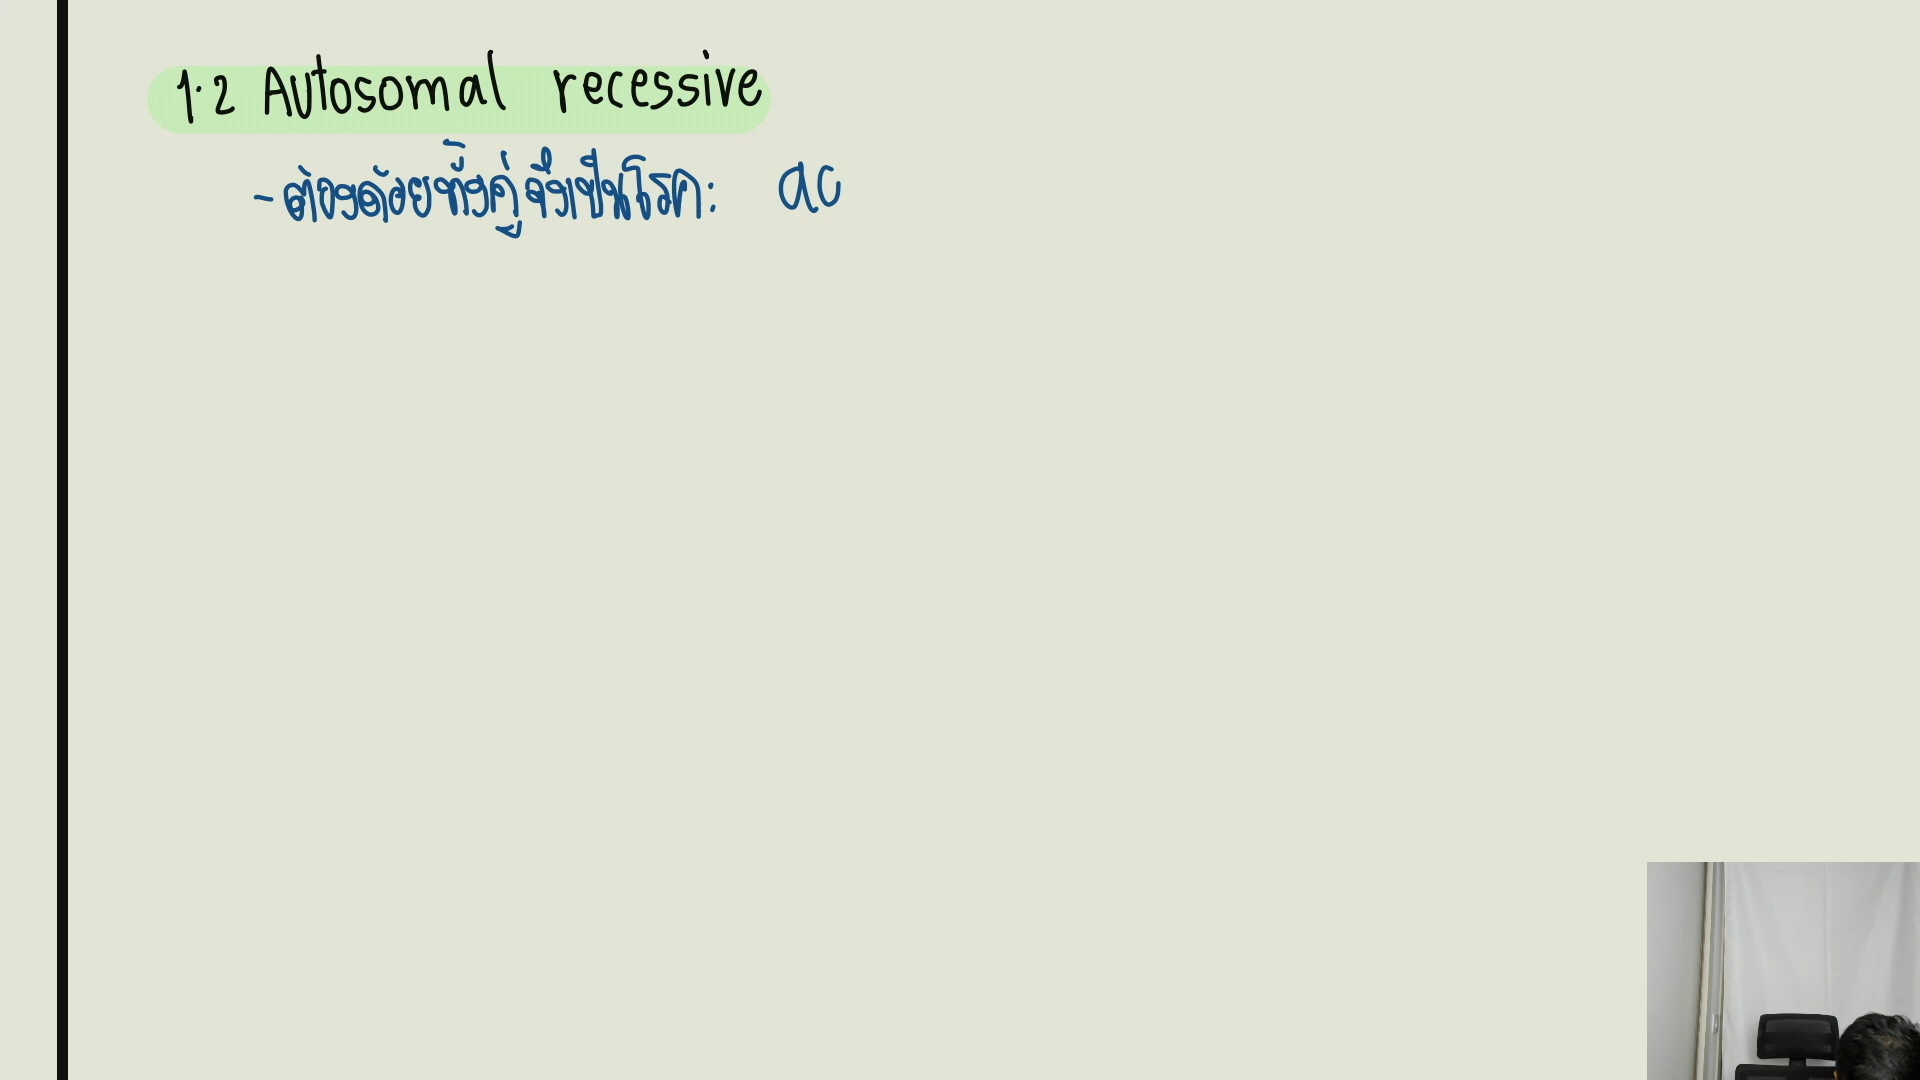 1.2 Autosomal recessive
- ต้องด้อยทั้งคู่จึงเป็นโรค :